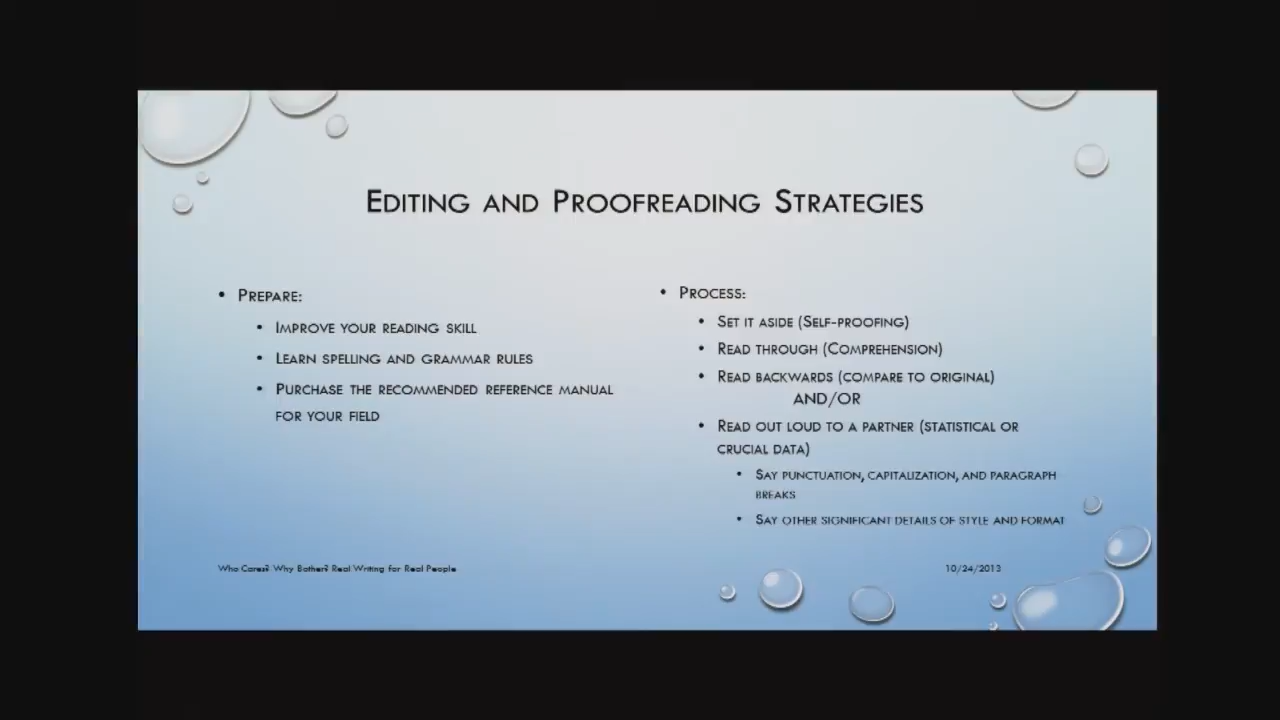 Editing and Proofreading Strategies
• Prepare:
• Improve your reading skill
• Learn spelling and grammar rules
• Purchase the recommended reference manual
for your field
• Process:
• Set it aside (Self-proofing)
• Read through (Comprehension)
• Read backwards (compare to original)
AND/OR
• Read out loud to a partner (statistical or
crucial data)
• Say punctuation, capitalization, and paragraph
breaks
• Say other significant details of style and format
Who Cares? Why Bother? Real Writing for Real People
10/24/2013